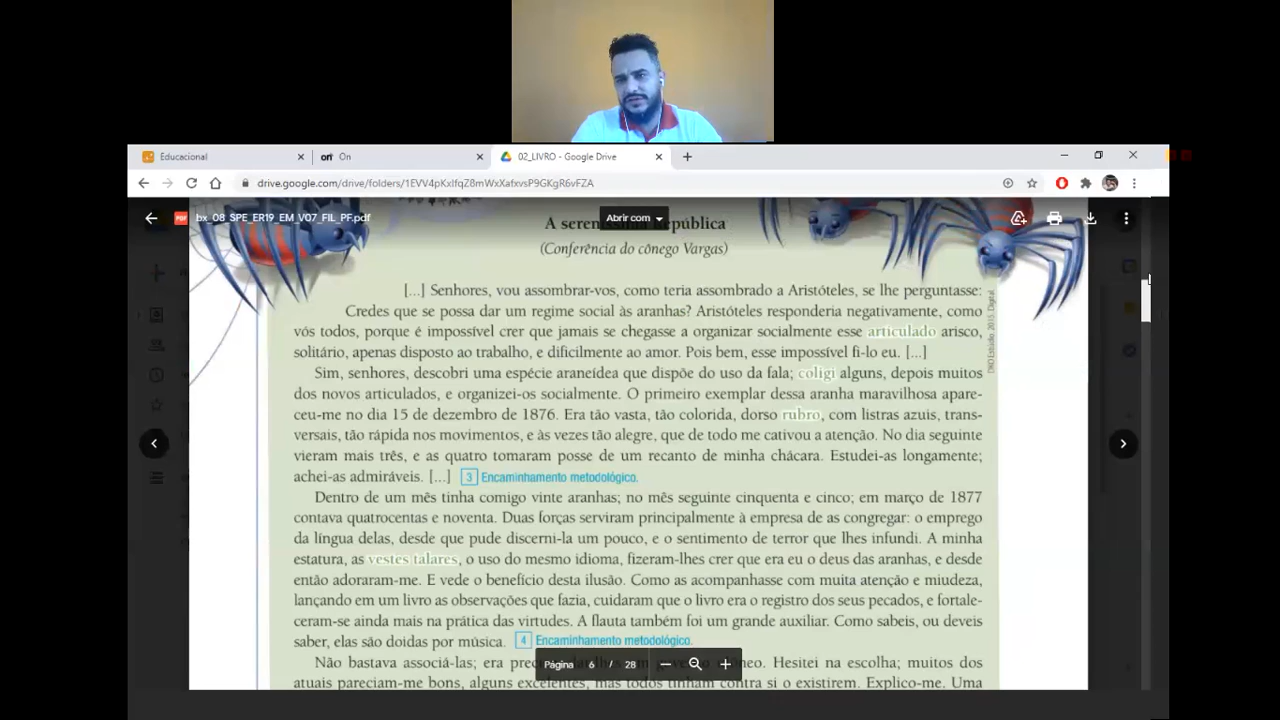 Educacional
On
02_LIVRO - Google Drive
drive.google.com/drive/folders/1EVV4pKxIfqZ8mWxXafxvsP9GKgR6vFZA
bx_08_SPE_ER19_EM_V07_FIL_PF.pdf
Abrir com
A sereníssima República
(Conferência do cônego Vargas)
[...] Senhores, vou assombrar-vos, como teria assombrado a Aristóteles, se lhe perguntasse:
Credes que se possa dar um regime social às aranhas? Aristóteles responderia negativamente, como
vós todos, porque é impossível crer que jamais se chegasse a organizar socialmente esse articulado arisco,
solitário, apenas disposto ao trabalho, e dificilmente ao amor. Pois bem, esse impossível fi-lo eu. [...]
Sim, senhores, descobri uma espécie araneídea que dispõe do uso da fala; coligi alguns, depois muitos
dos novos articulados, e organizei-os socialmente. O primeiro exemplar dessa aranha maravilhosa apare-
ceu-me no dia 15 de dezembro de 1876. Era tão vasta, tão colorida, dorso rubro, com listras azuis, trans-
versais, tão rápida nos movimentos, e às vezes tão alegre, que de todo me cativou a atenção. No dia seguinte
vieram mais três, e as quatro tomaram posse de um recanto de minha chácara. Estudei-as longamente;
achei-as admiráveis. [...] 3 Encaminhamento metodológico.
Dentro de um mês tinha comigo vinte aranhas; no mês seguinte cinquenta e cinco; em março de 1877
contava quatrocentas e noventa. Duas forças serviram principalmente à empresa de as congregar: o emprego
da língua delas, desde que pude discerni-la um pouco, e o sentimento de terror que lhes infundi. A minha
estatura, as vestes talares, o uso do mesmo idioma, fizeram-lhes crer que era eu o deus das aranhas, e desde
então adoraram-me. E vede o benefício desta ilusão. Como as acompanhasse com muita atenção e miudeza,
lançando em um livro as observações que fazia, cuidaram que o livro era o registro dos seus pecados, e fortale-
ceram-se ainda mais na prática das virtudes. A flauta também foi um grande auxiliar. Como sabeis, ou deveis
saber, elas são doidas por música. 4 Encaminhamento metodológico.
Não bastava associá-las; era Hesitei na escolha; muitos dos
atuais pareciam-me bons, alguns excelentes, mas todos tinham contra si o existirem. Explico-me. Uma
Página 6 / 28
DKO Estúdio. 2015. Digital.